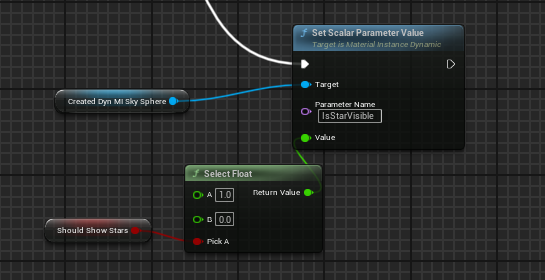 Set Scalar Parameter Value
Target is Material Instance Dynamic
Created Dyn MI Sky Sphere
Target
Parameter Name
IsStarVisible
Value
Select Float
A 1.0
Return Value
B 0.0
Should Show Stars
Pick A